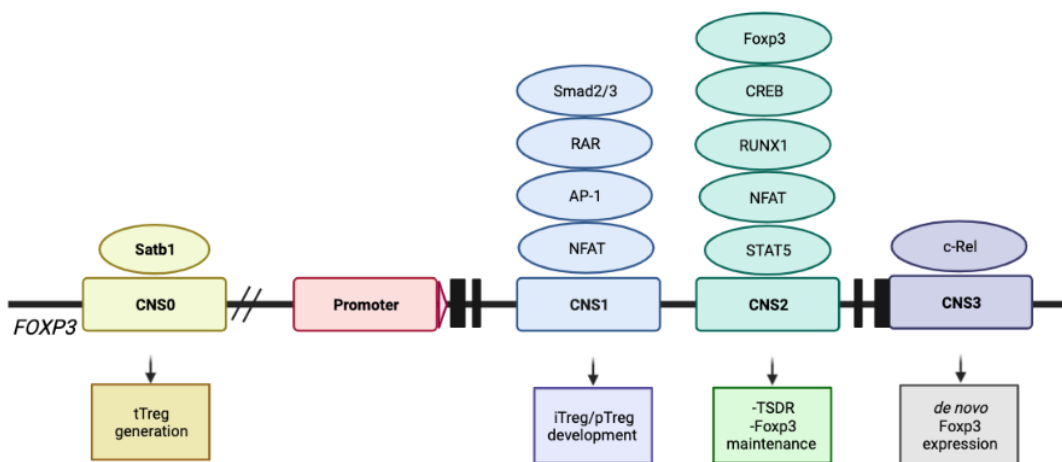 Foxp3
Smad2/3
CREB
RAR
RUNX1
AP-1
NFAT
Satb1
NFAT
STAT5
c-Rel
CNS0
Promoter
CNS1
CNS2
CNS3
FOXP3
tTreg
generation
iTreg/pTreg
development
-TSDR
-Foxp3
maintenance
de novo
Foxp3
expression